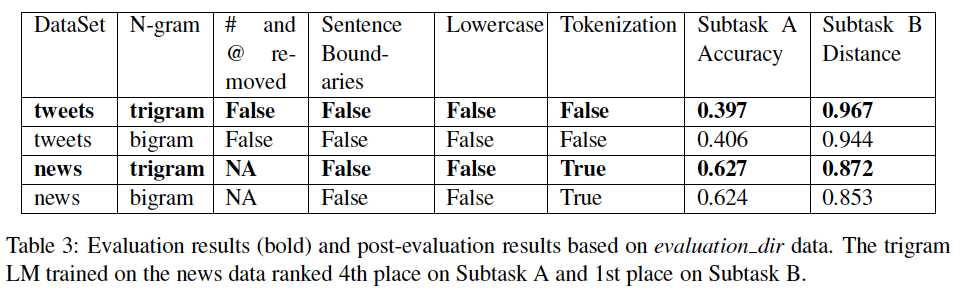 DataSet N-gram # and @ re-moved Sentence Bound-aries Lowercase Tokenization Subtask A Accuracy Subtask B Distance
tweets trigram False False False False 0.397 0.967
tweets bigram False False False False 0.406 0.944
news trigram NA False False True 0.627 0.872
news bigram NA False False True 0.624 0.853
Table 3: Evaluation results (bold) and post-evaluation results based on evaluation_dir data. The trigram
LM trained on the news data ranked 4th place on Subtask A and 1st place on Subtask B.